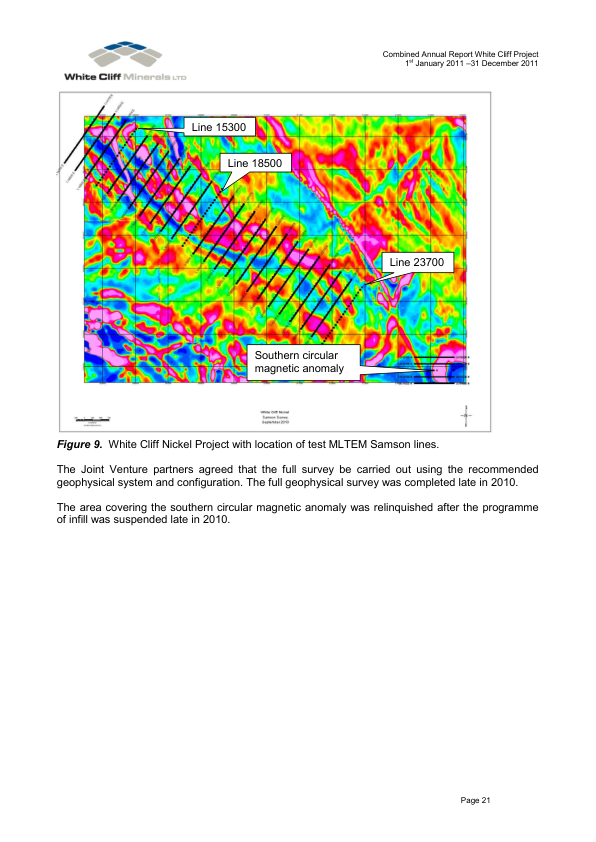 White Cliff Minerals LTD
Combined Annual Report White Cliff Project
1st January 2011 –31 December 2011
Line 15300
Line 18500
Line 23700
Southern circular
magnetic anomaly
White Cliff Nickel
September 2010
Figure 9. White Cliff Nickel Project with location of test MLTEM Samson lines.
The Joint Venture partners agreed that the full survey be carried out using the recommended
geophysical system and configuration. The full geophysical survey was completed late in 2010.
The area covering the southern circular magnetic anomaly was relinquished after the programme
of infill was suspended late in 2010.
Page 21